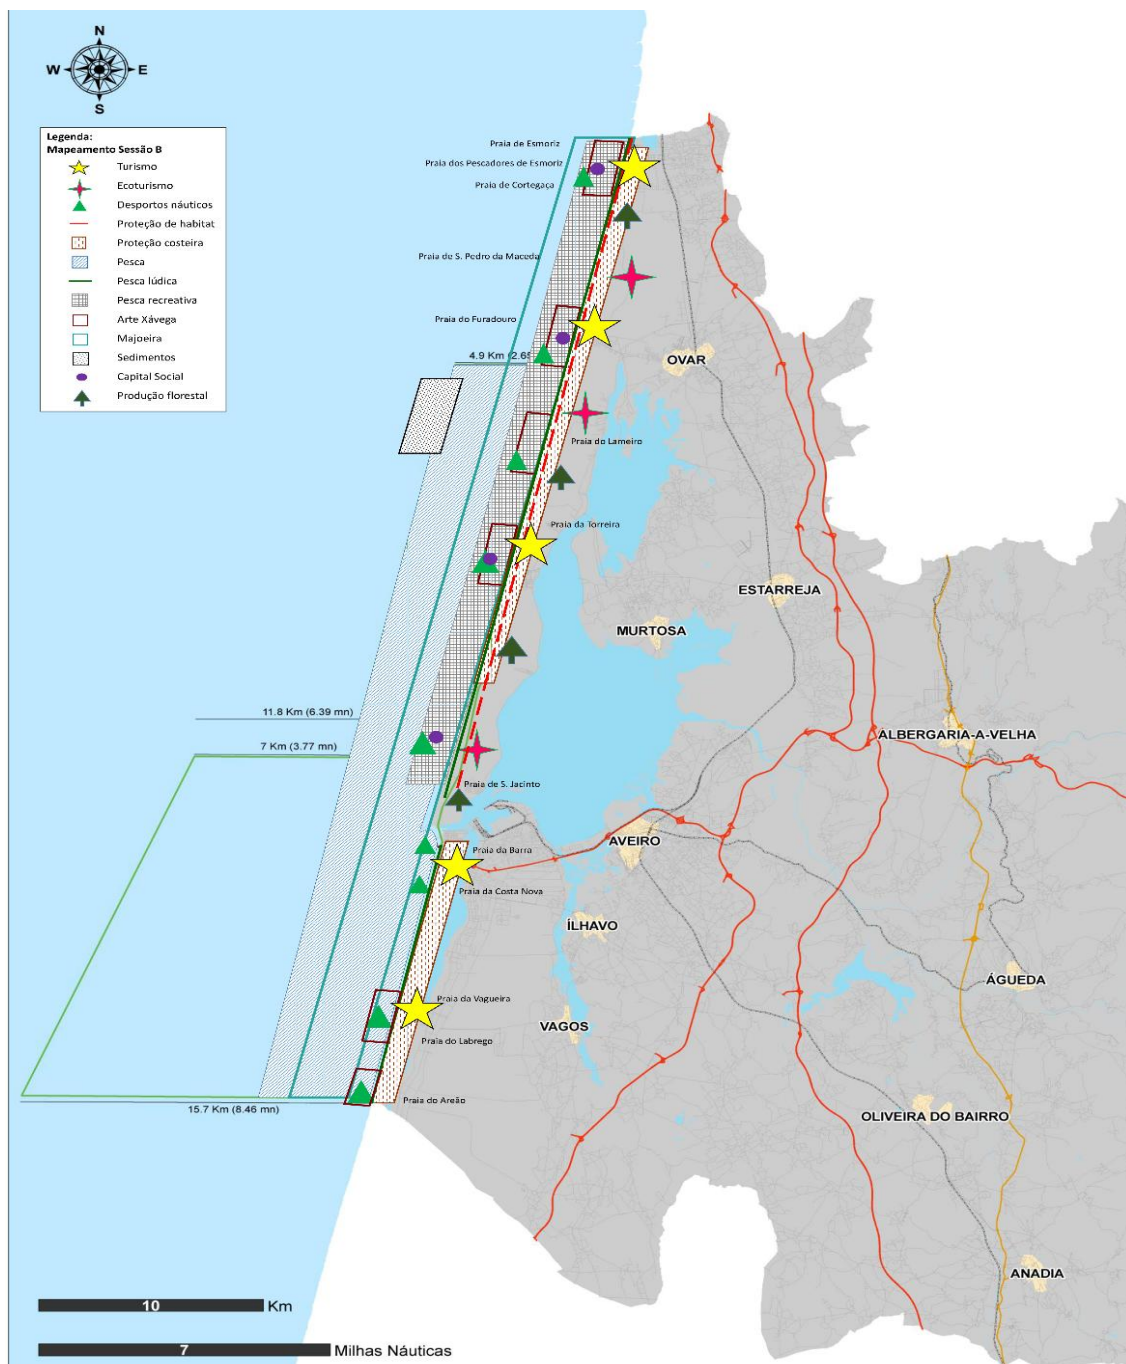 N
W
E
S
Legenda:
Mapeamento Sessão B
Turismo
Ecoturismo
Desportos náuticos
Proteção de habitat
Proteção costeira
Pesca
Pesca lúdica
Pesca recreativa
Arte Xávega
Majoeira
Sedimentos
Capital Social
Produção florestal
Praia de Esmoriz
Praia dos Pescadores de Esmoriz
Praia de Cortegaça
Praia de S. Pedro da Maceda
Praia do Furadouro
4.9 Km (2.65
OVAR
Praia do Lameiro
Praia da Torreira
ESTARREJA
MURTOSA
11.8 Km (6.39 mn)
ALBERGARIA-A-VELHA
7 Km (3.77 mn)
Praia de S. Jacinto
AVEIRO
Praia da Barra
Praia da Costa Nova
ÍLHAVO
ÁGUEDA
Praia da Vagueira
VAGOS
Praia do Labrego
Praia do Areão
15.7 Km (8.46 mn)
OLIVEIRA DO BAIRRO
ANADIA
10 Km
7 Milhas Náuticas